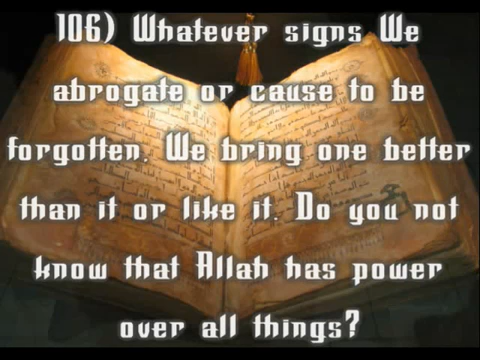 106) Whatever signs We
abrogate or cause to be
forgotten. We bring one better
than it or like it. Do you not
know that Allah has power
over all things?